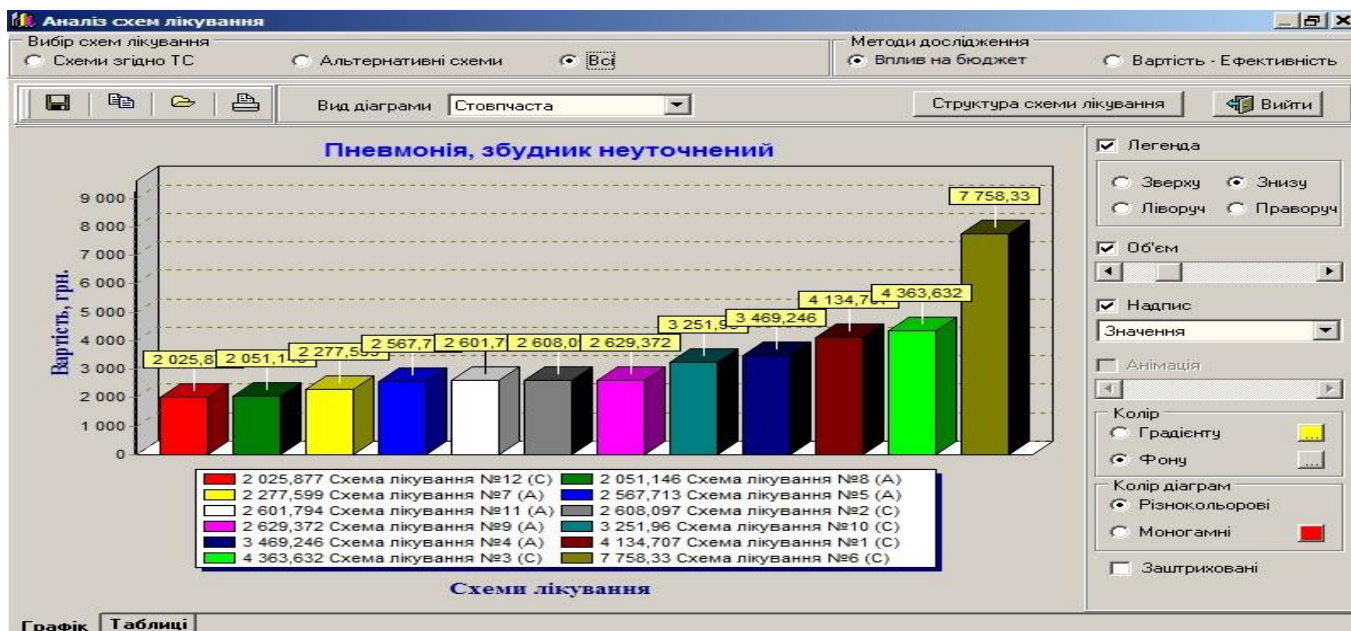 Аналіз схем лікування
Вибір схем лікування
Схеми згідно ТС
Альтернативні схеми
Всі
Методи дослідження
Вплив на бюджет
Вартість - Ефективність
Вид діаграми
Стовпчаста
Структура схеми лікування
Вийти
Пневмонія, збудник неуточнений
Вартість, грн.
9 000
8 000
7 000
6 000
5 000
4 000
3 000
2 000
1 000
0
2 025,8
2 051,146
2 277,599
2 567,7
2 601,7
2 608,0
2 629,372
3 251,96
3 469,246
4 134,707
4 363,632
7 758,33
2 025,877 Схема лікування №12 (С) 2 051,146 Схема лікування №8 (А)
2 277,599 Схема лікування №7 (А) 2 567,713 Схема лікування №5 (А)
2 601,794 Схема лікування №11 (А) 2 608,097 Схема лікування №2 (С)
2 629,372 Схема лікування №9 (А) 3 251,96 Схема лікування №10 (С)
3 469,246 Схема лікування №4 (А) 4 134,707 Схема лікування №1 (С)
4 363,632 Схема лікування №3 (С) 7 758,33 Схема лікування №6 (С)
Схеми лікування
Легенда
Зверху Знизу
Ліворуч Праворуч
Об'єм
Надпис
Значення
Анімація
Колір
Градієнту ...
Фону ...
Колір діаграм
Різнокольорові
Моногамні
Заштриховані
Графік Таблиці